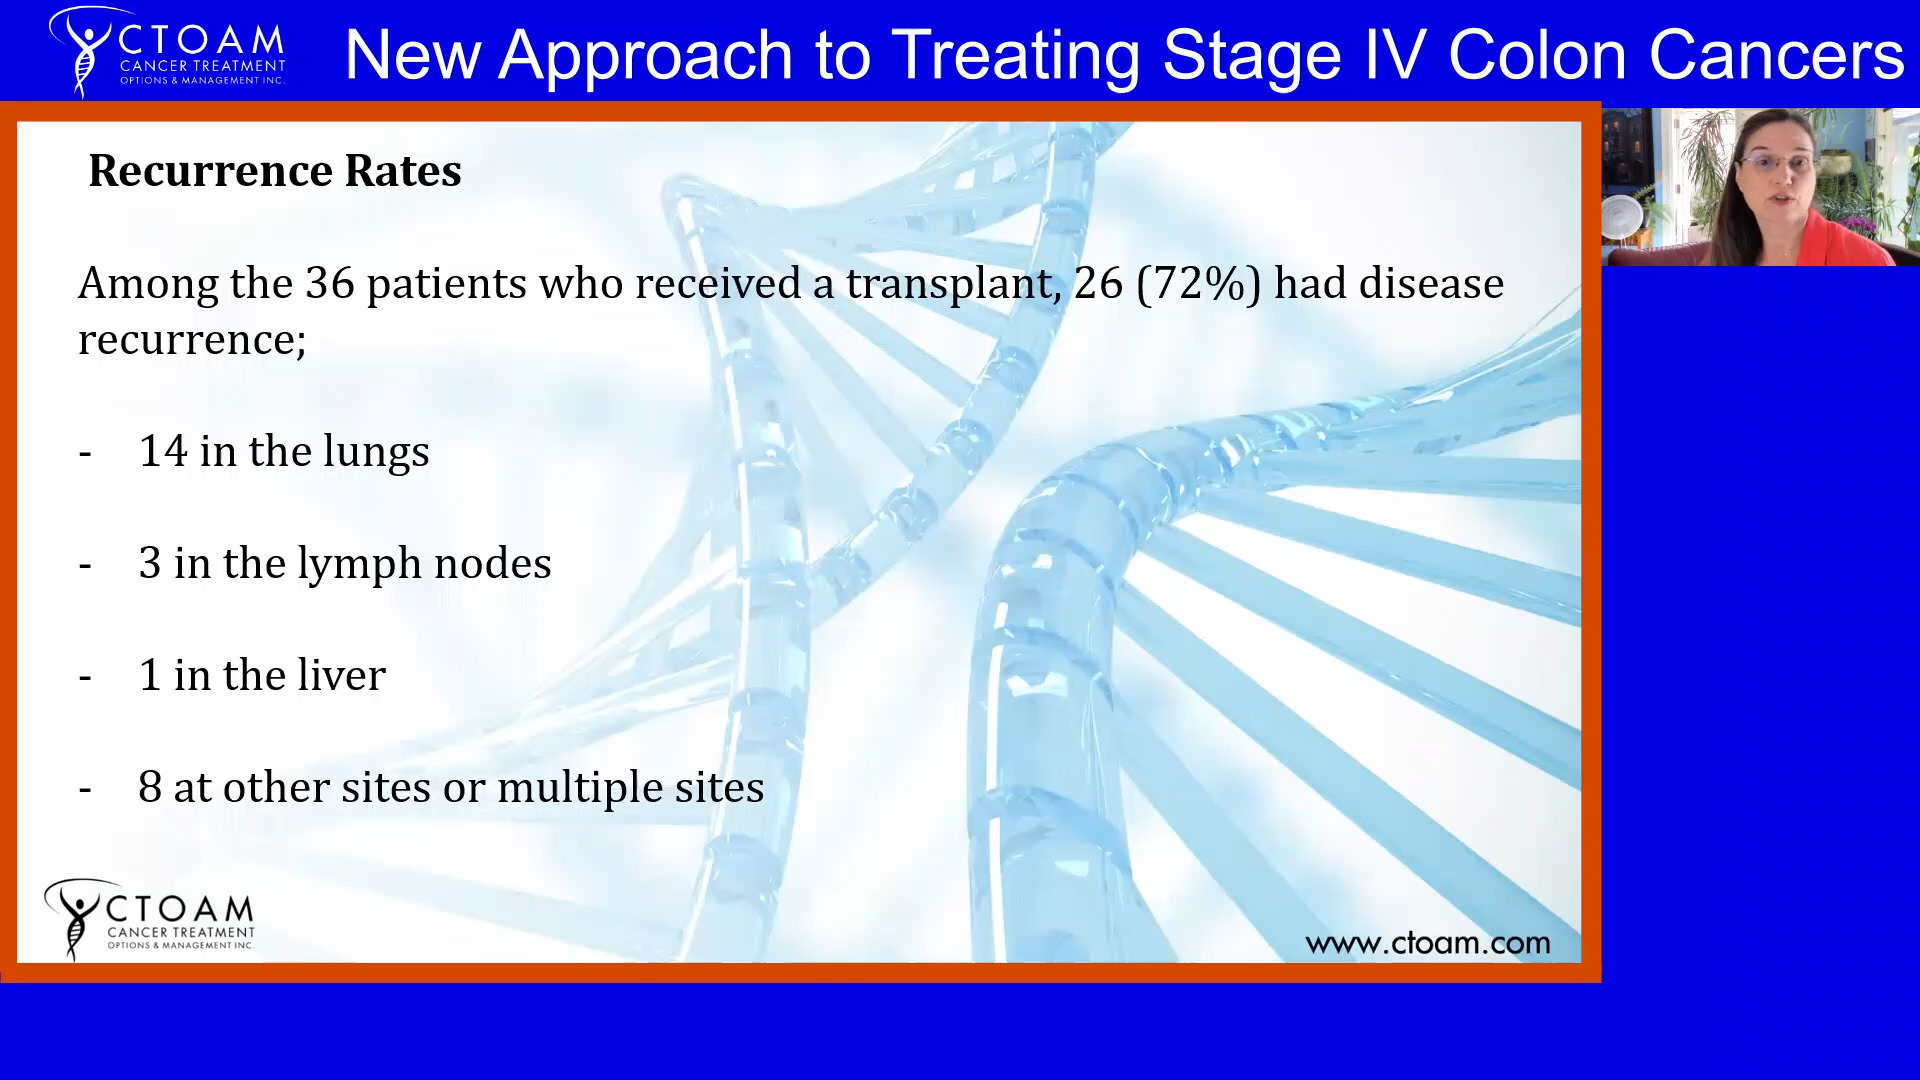 CTOAM
CANCER TREATMENT
OPTIONS & MANAGEMENT INC.
New Approach to Treating Stage IV Colon Cancers
Recurrence Rates
Among the 36 patients who received a transplant, 26 (72%) had disease
recurrence;
- 14 in the lungs
- 3 in the lymph nodes
- 1 in the liver
- 8 at other sites or multiple sites
CTOAM
CANCER TREATMENT
OPTIONS & MANAGEMENT INC.
www.ctoam.com